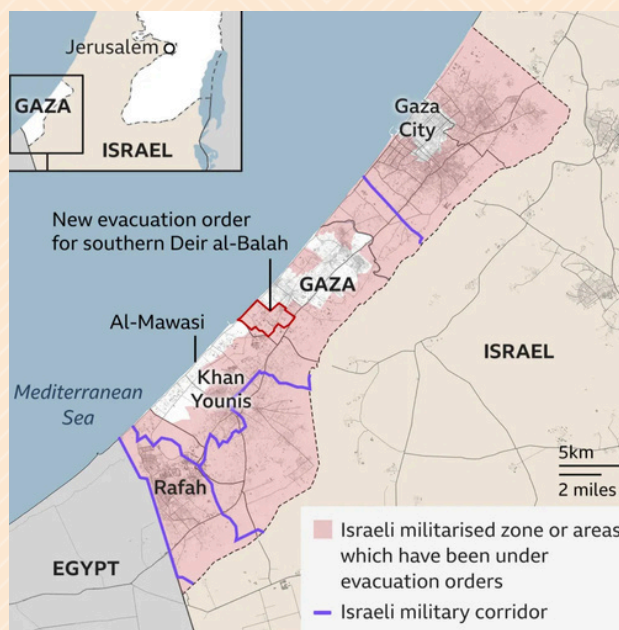 Jerusalem
GAZA
ISRAEL
Gaza
City
New evacuation order
for southern Deir al-Balah
GAZA
Al-Mawasi
ISRAEL
Khan
Younis
Mediterranean
Sea
5km
2 miles
Rafah
EGYPT
Israeli militarised zone or areas
which have been under
evacuation orders
Israeli military corridor